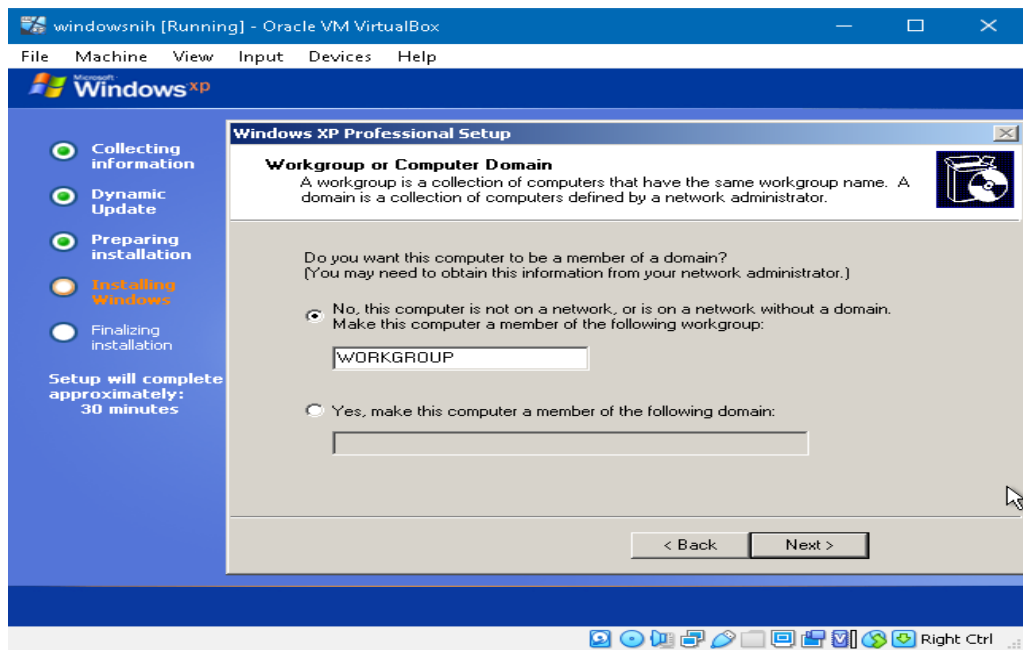 windowsnih [Running] - Oracle VM VirtualBox
File Machine View Input Devices Help
Microsoft
Windows xp
Collecting
information
Dynamic
Update
Preparing
installation
Installing
Windows
Finalizing
installation
Setup will complete
approximately:
30 minutes
Windows XP Professional Setup
Workgroup or Computer Domain
A workgroup is a collection of computers that have the same workgroup name. A
domain is a collection of computers defined by a network administrator.
Do you want this computer to be a member of a domain?
(You may need to obtain this information from your network administrator.)
No, this computer is not on a network, or is on a network without a domain.
Make this computer a member of the following workgroup:
WORKGROUP
Yes, make this computer a member of the following domain:
< Back Next >
Right Ctrl